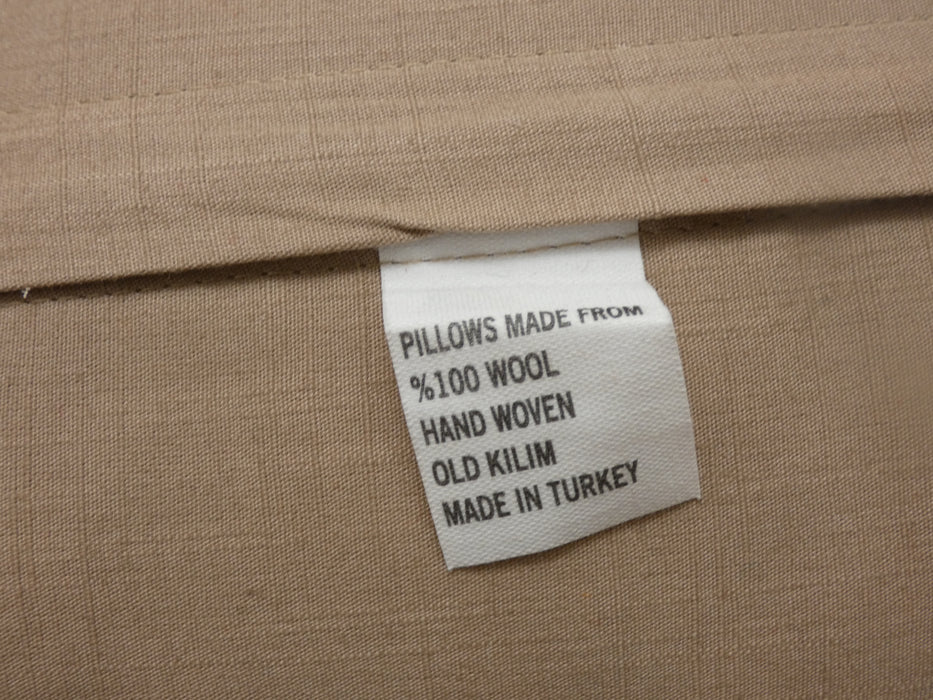 PILLOWS MADE FROM
%100 WOOL
HAND WOVEN
OLD KILIM
MADE IN TURKEY